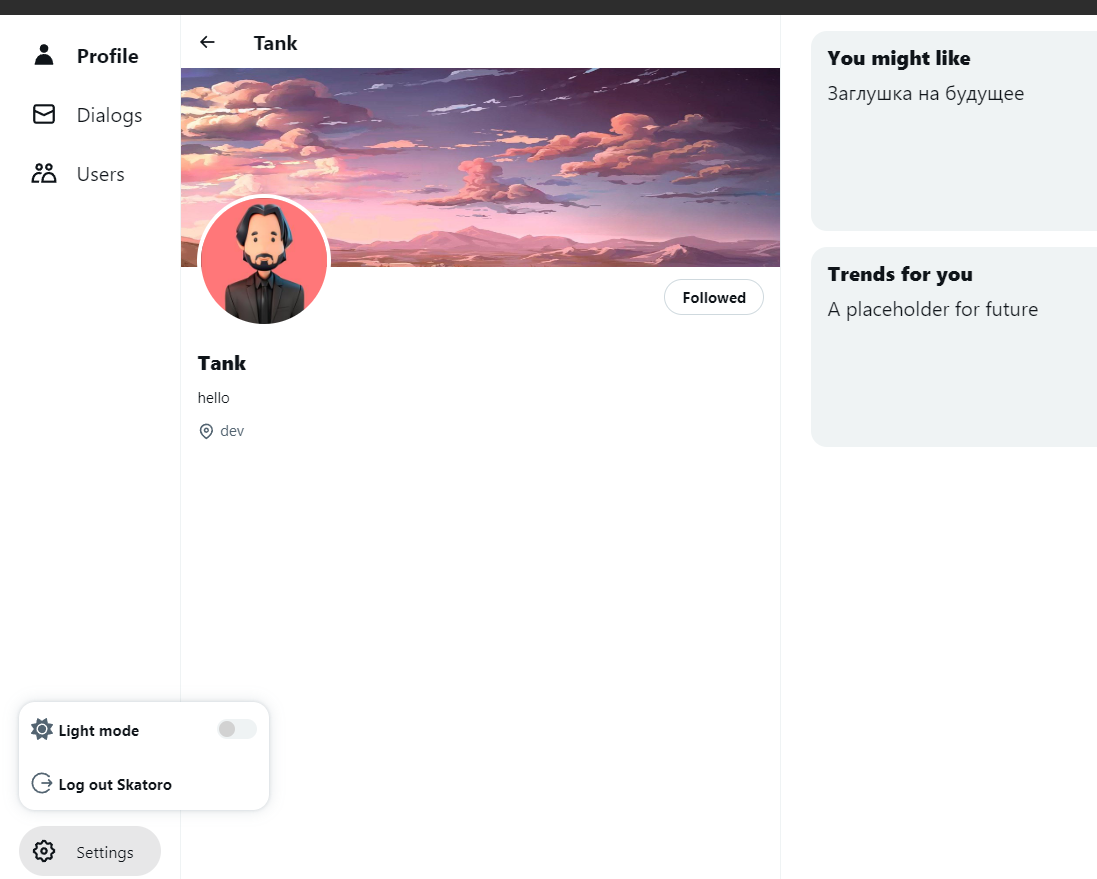 Profile
Dialogs
Users
Tank
Followed
Tank
hello
dev
You might like
Заглушка на будущее
Trends for you
A placeholder for future
Light mode
Log out Skatoro
Settings